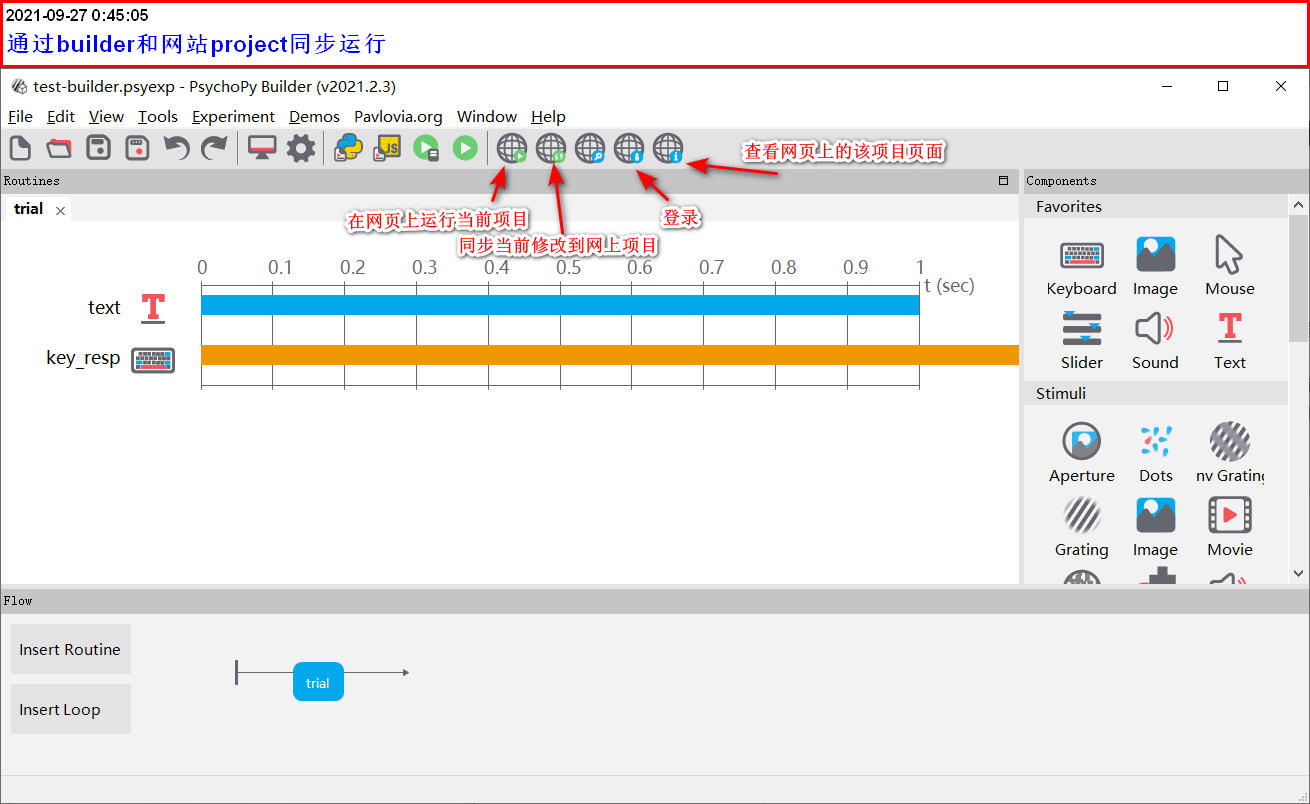 2021-09-27 0:45:05
通过builder和网站project同步运行
test-builder.psyexp - PsychoPy Builder (v2021.2.3)
File Edit View Tools Experiment Demos Pavlovia.org Window Help
JS
查看网页上的该项目页面
在网页上运行当前项目
登录
同步当前修改到网上项目
Routines
trial
0 0.1 0.2 0.3 0.4 0.5 0.6 0.7 0.8 0.9 1
t (sec)
text
key_resp
Components
Favorites
Keyboard Image Mouse
Slider Sound Text
Stimuli
Aperture Dots nv Grating
Grating Image Movie
Flow
Insert Routine
Insert Loop
trial